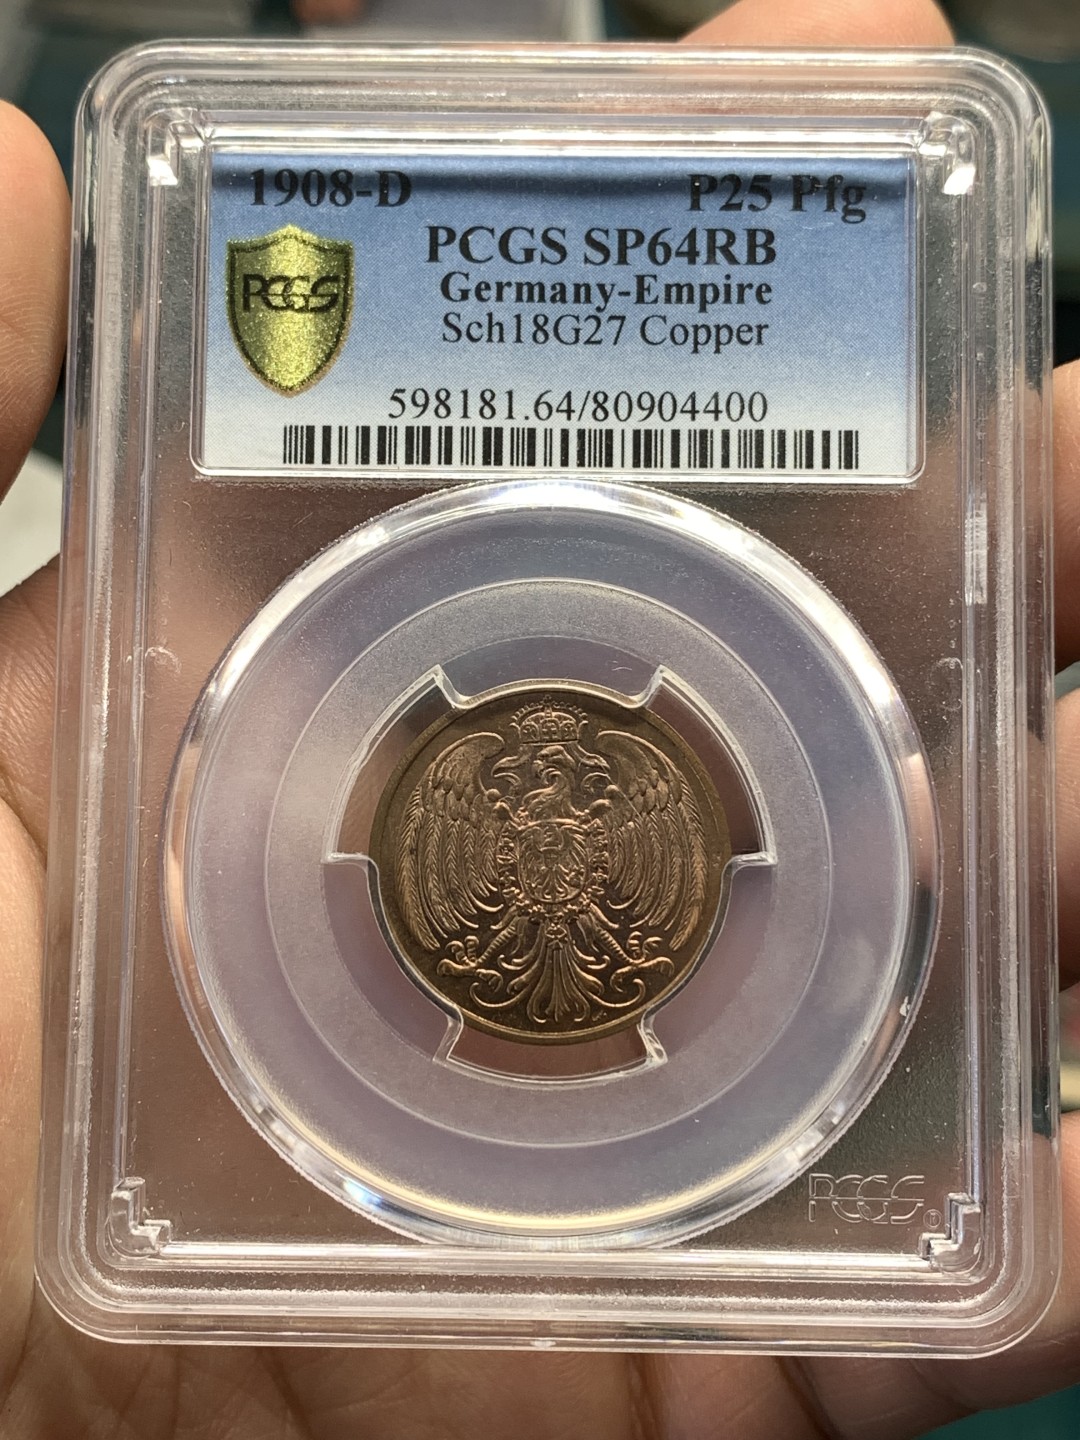 1908-D P25 Pfg
PCGS SP64RB
PCGS Germany-Empire
Sch18G27 Copper
598181.64/80904400
PCGS®